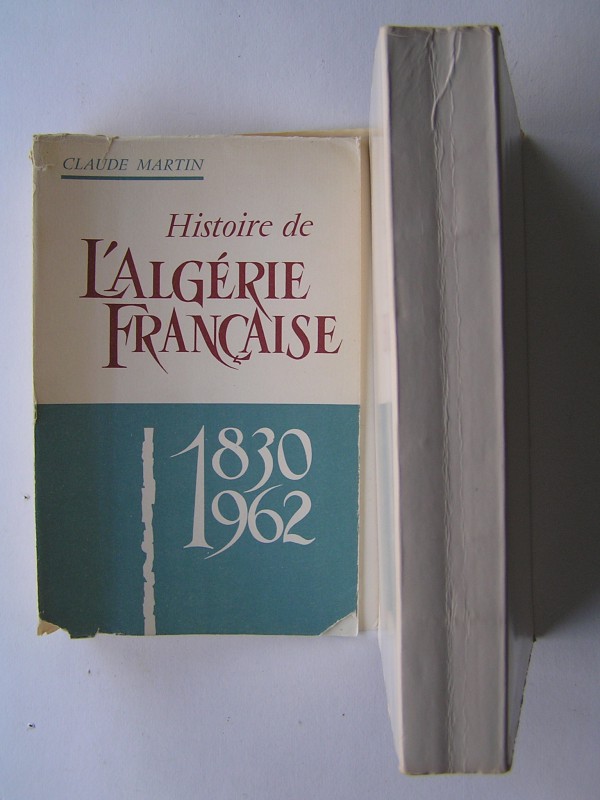 CLAUDE MARTIN
Histoire de
L'ALGÉRIE
FRANÇAISE
1830
1962